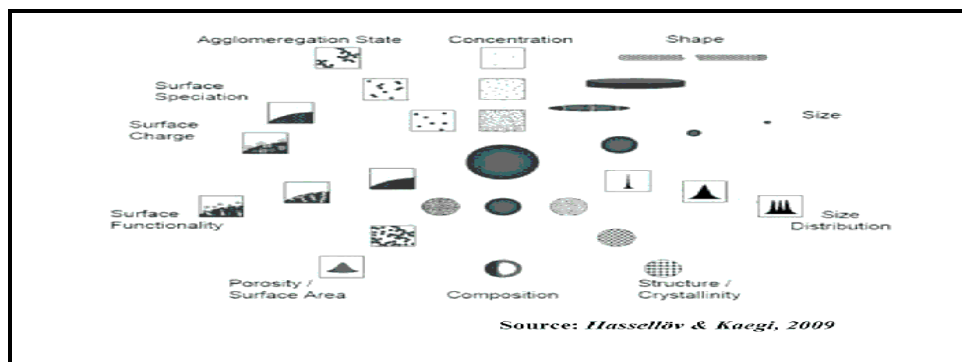 Agglomeregation State
Concentration
Shape
Surface
Speciation
Surface
Charge
Size
Surface
Functionality
Size
Distribution
Porosity /
Surface Area
Composition
Structure /
Crystallinity
Source: Hassellöv & Kaegi, 2009